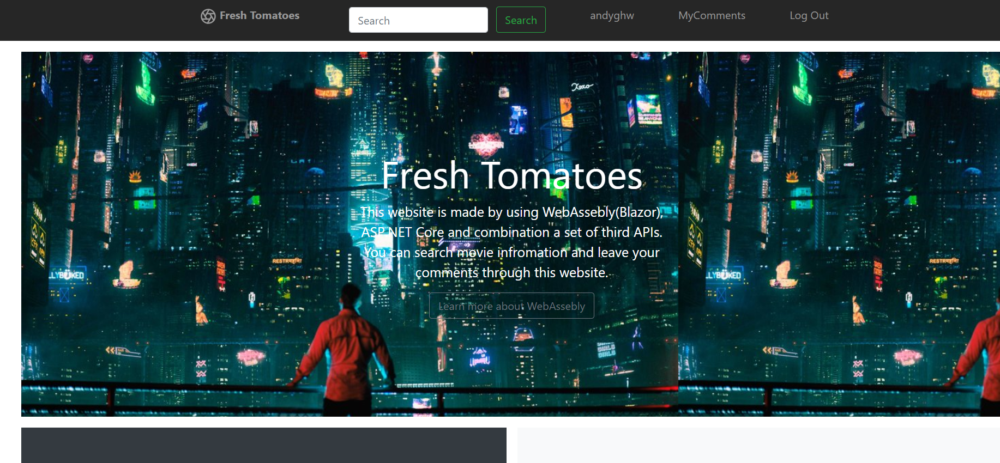 Fresh Tomatoes
Search
Search
andyghw
MyComments
Log Out
Xoxo
Fresh Tomatoes
This website is made by using WebAssebly(Blazor),
ASP.NET Core and combination a set of third APIs.
You can search movie infromation and leave your
comments through this website.
Learn more about WebAssebly